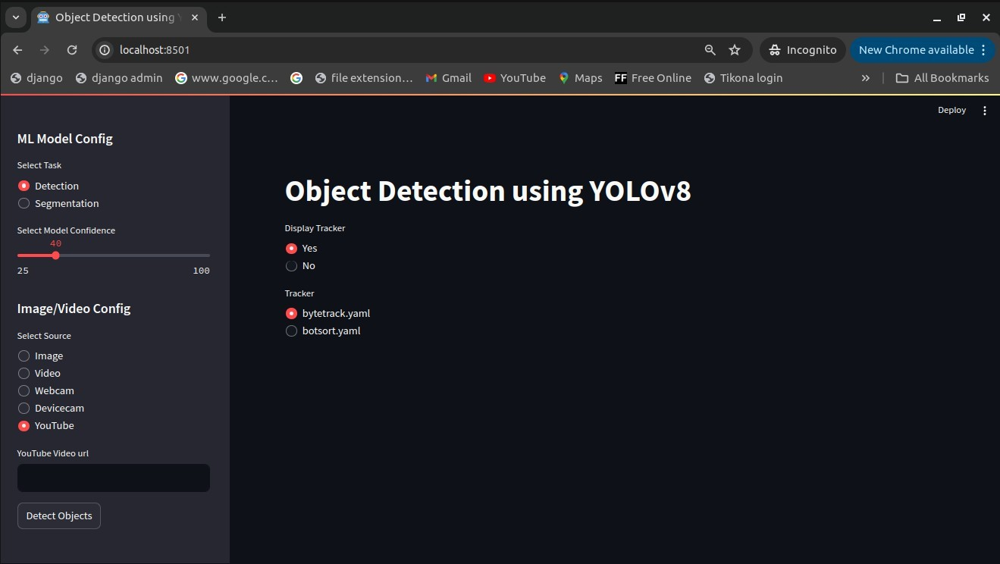 Object Detection using
localhost:8501
Incognito
New Chrome available
django
django admin
www.google.c...
file extension...
Gmail
YouTube
Maps
FF Free Online
Tikona login
All Bookmarks
Deploy
ML Model Config
Select Task
Detection
Segmentation
Select Model Confidence
40
25
100
Image/Video Config
Select Source
Image
Video
Webcam
Devicecam
YouTube
YouTube Video url
Detect Objects
Object Detection using YOLOv8
Display Tracker
Yes
No
Tracker
bytetrack.yaml
botsort.yaml